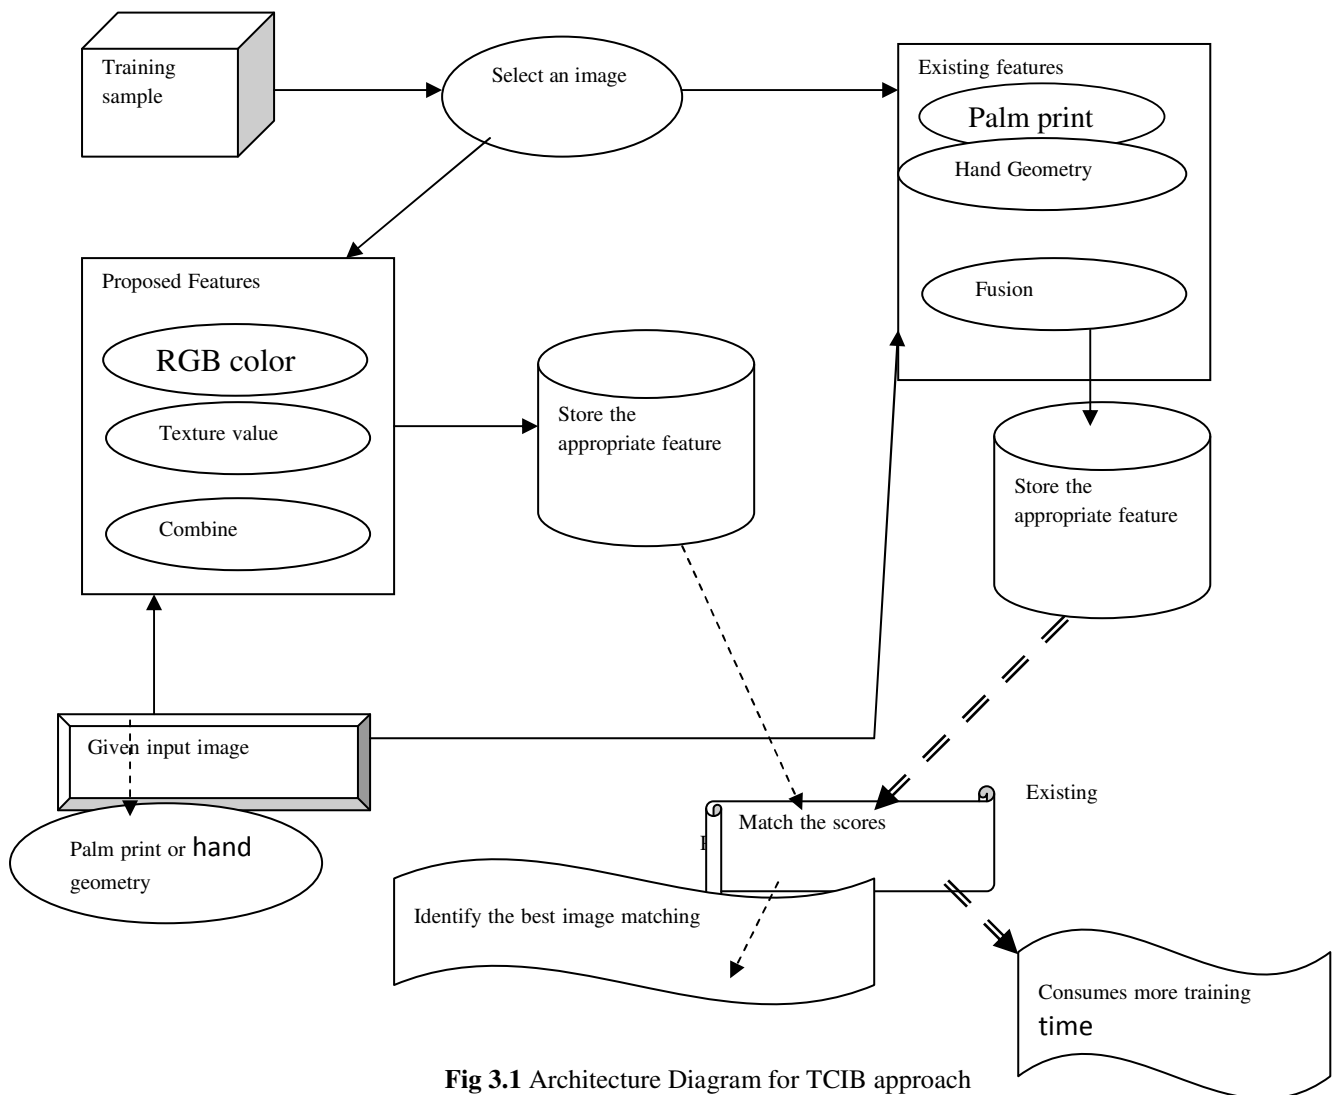 Training
sample
Select an image
Existing features
Palm print
Hand Geometry
Fusion
Proposed Features
RGB color
Texture value
Combine
Store the
appropriate feature
Store the
appropriate feature
Given input image
Palm print or hand
geometry
Existing
Match the scores
Identify the best image matching
Consumes more training
time
Fig 3.1 Architecture Diagram for TCIB approach